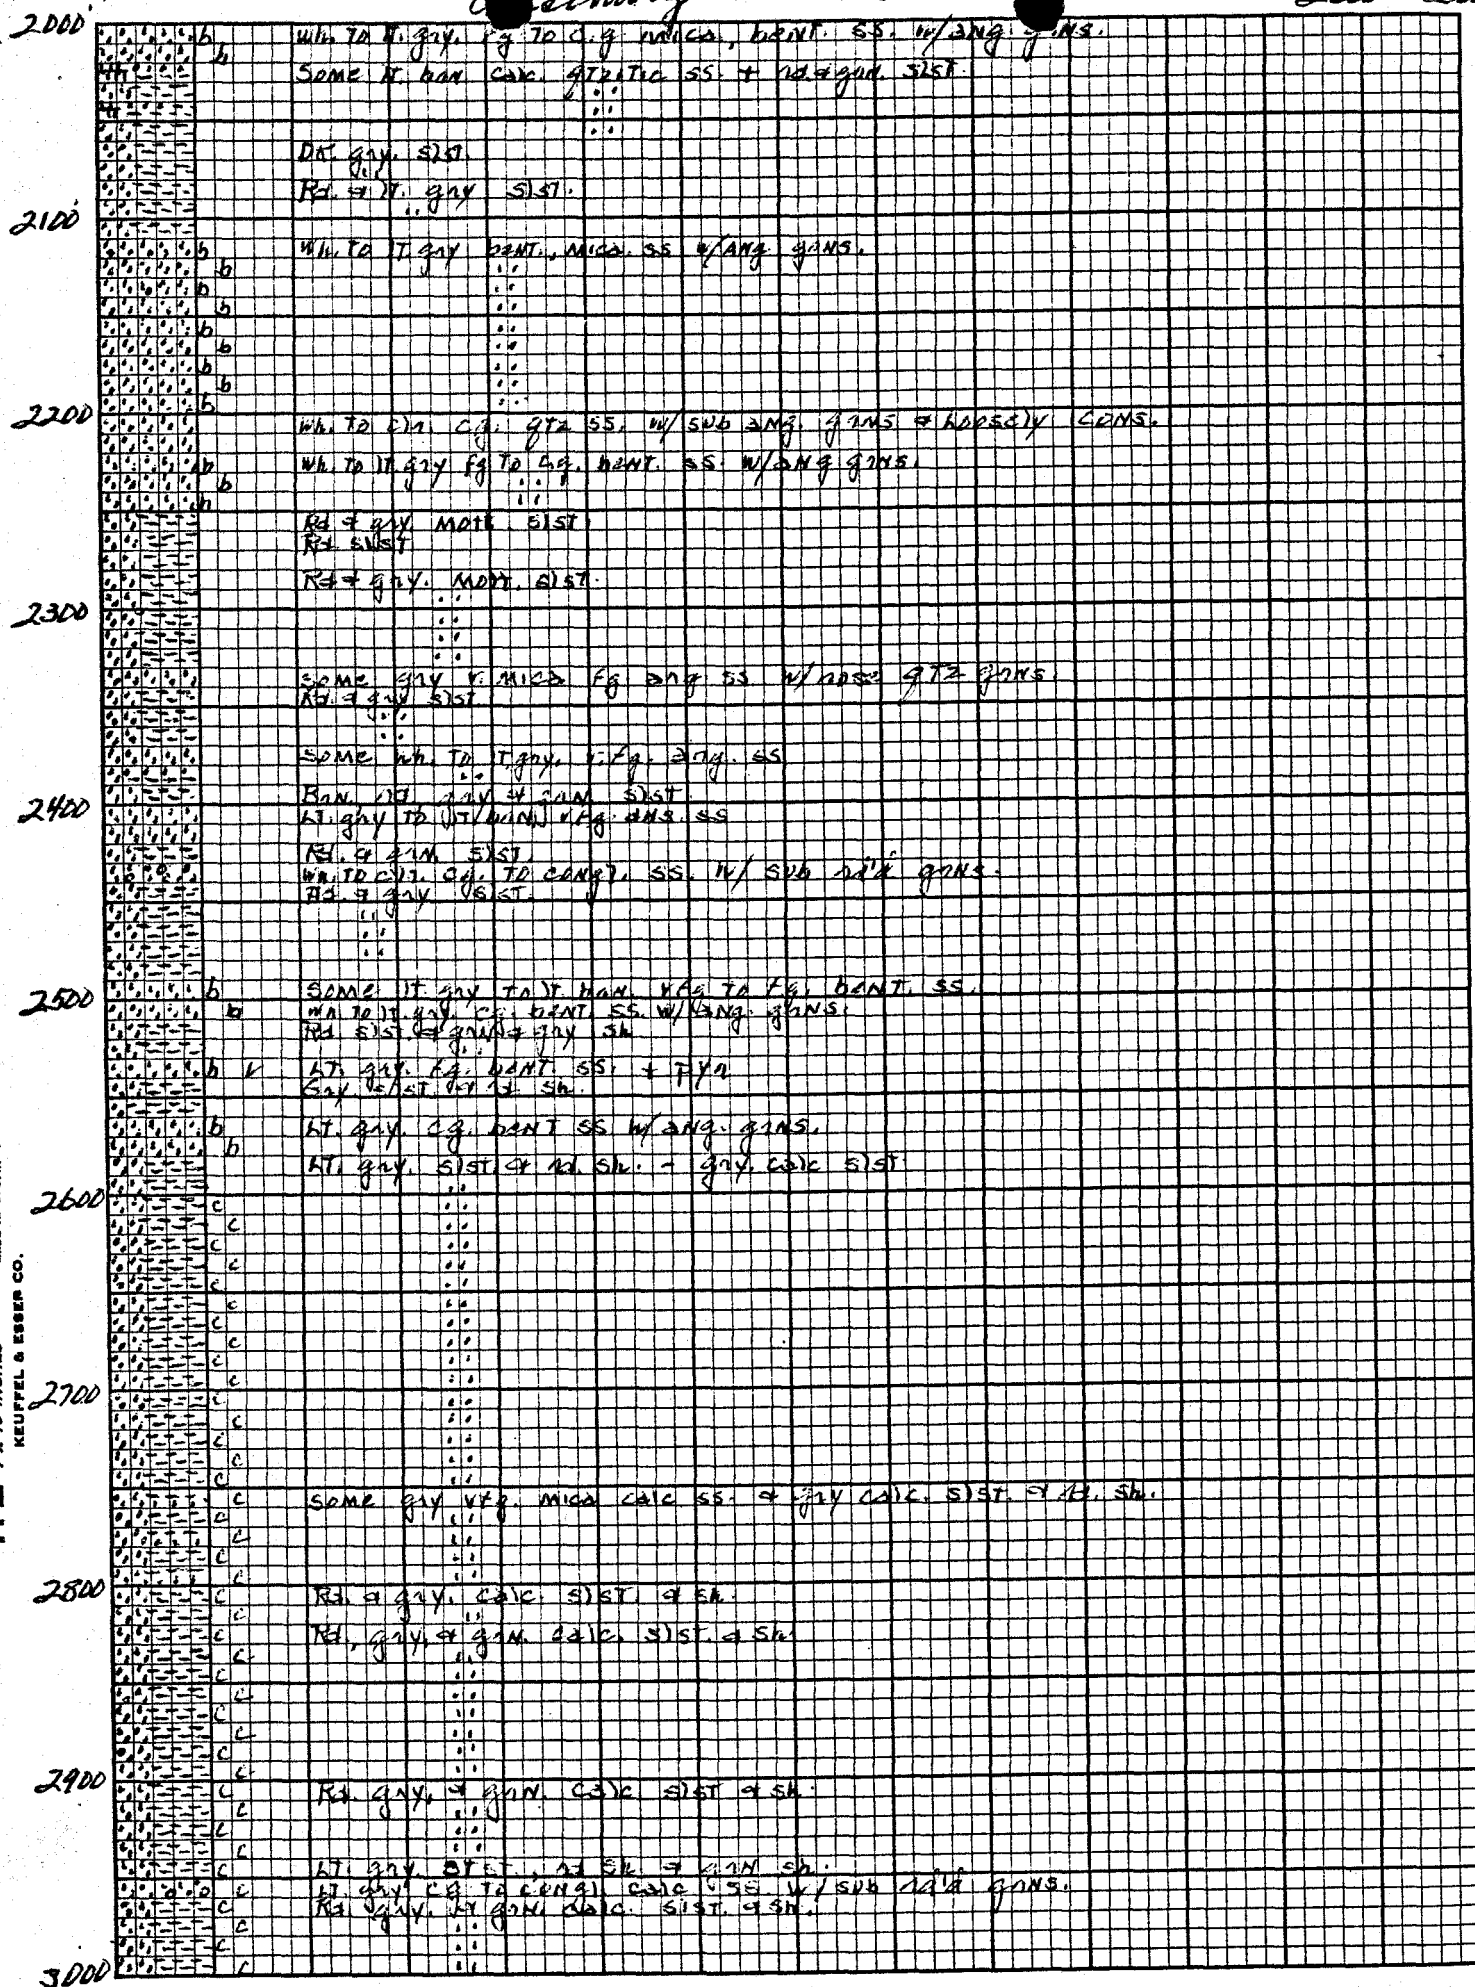 2000'
wh. To lt. gry. fg To c.g mica, bent. ss. w/ang grns.
Some lt. brn calc. qtzitic ss. + rd & grn. slst.
DK. gry. slst.
Rd. & lt. gry slst.
2100'
Wh. To lt. gry bent., mica. ss w/ang grns.
2200
Wh. To clr. cg. qtz ss. w/ sub ang. grns & Loosely cons.
Wh. To lt gry fg To cg. bent. ss. w/ang grns.
Rd & gry. Mott. slst
Rd. slst
Rd & gry. Mott. slst.
2300
Some gry v. mica fg ang ss w/ rose qtz grns.
Rd. & gry slst
Some wh. To lt gry. v.fg. ang. ss
2400
Brn, rd, gry & grn. slst.
Lt. gry To lt brn, vfg. ang. ss
Rd. & grn. slst.
Wh. To clr. cg. To congl. ss. w/ sub rd'd grns.
Rd. & gry slst.
2500
Some lt gry To lt brn. vfg To fg. bent. ss.
Wh To lt. gry. cg. bent. ss. w/ang. grns.
Rd slst. & grn & gry sh
Lt. gry. fg. bent. ss. + Pyr
Gry. slst. & rd. sh.
Lt. gry. cg. bent ss w/ang. grns.
Lt. gry. slst. & rd. sh. - gry. calc slst
2600
KEUFFEL & ESSER CO.
2700
Some gry vfg. mica calc ss. & gry calc. slst. & rd. sh.
2800
Rd. & gry. calc. slst. & sh.
Rd., gry, & grn. calc. slst. & sh.
2900
Rd. gry, & grn. calc slst & sh.
Lt. gry. slst., rd sh. & grn sh.
Lt gry cg To congl. calc ss w/ sub rd'd grns.
Rd. gry. & grn. calc. slst. & sh.
3000